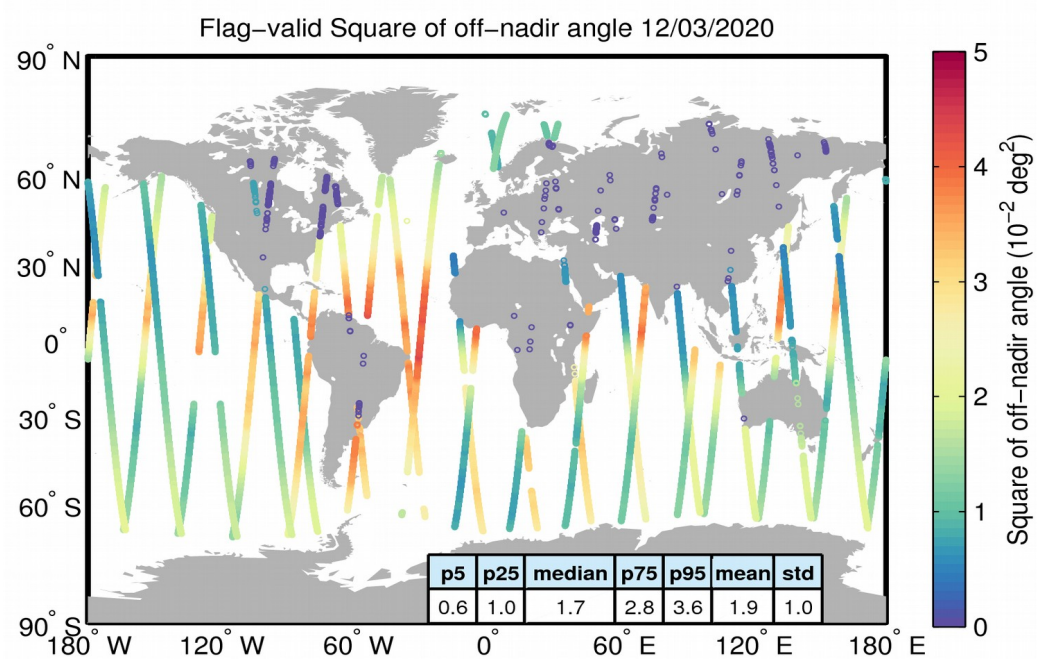 Flag−valid Square of off−nadir angle 12/03/2020
90° N
60° N
30° N
0°
30° S
60° S
90° S
180° W
120° W
60° W
0°
60° E
120° E
180° E
p5 p25 median p75 p95 mean std
0.6 1.0 1.7 2.8 3.6 1.9 1.0
5
4
3
2
1
0
Square of off−nadir angle (10⁻² deg²)